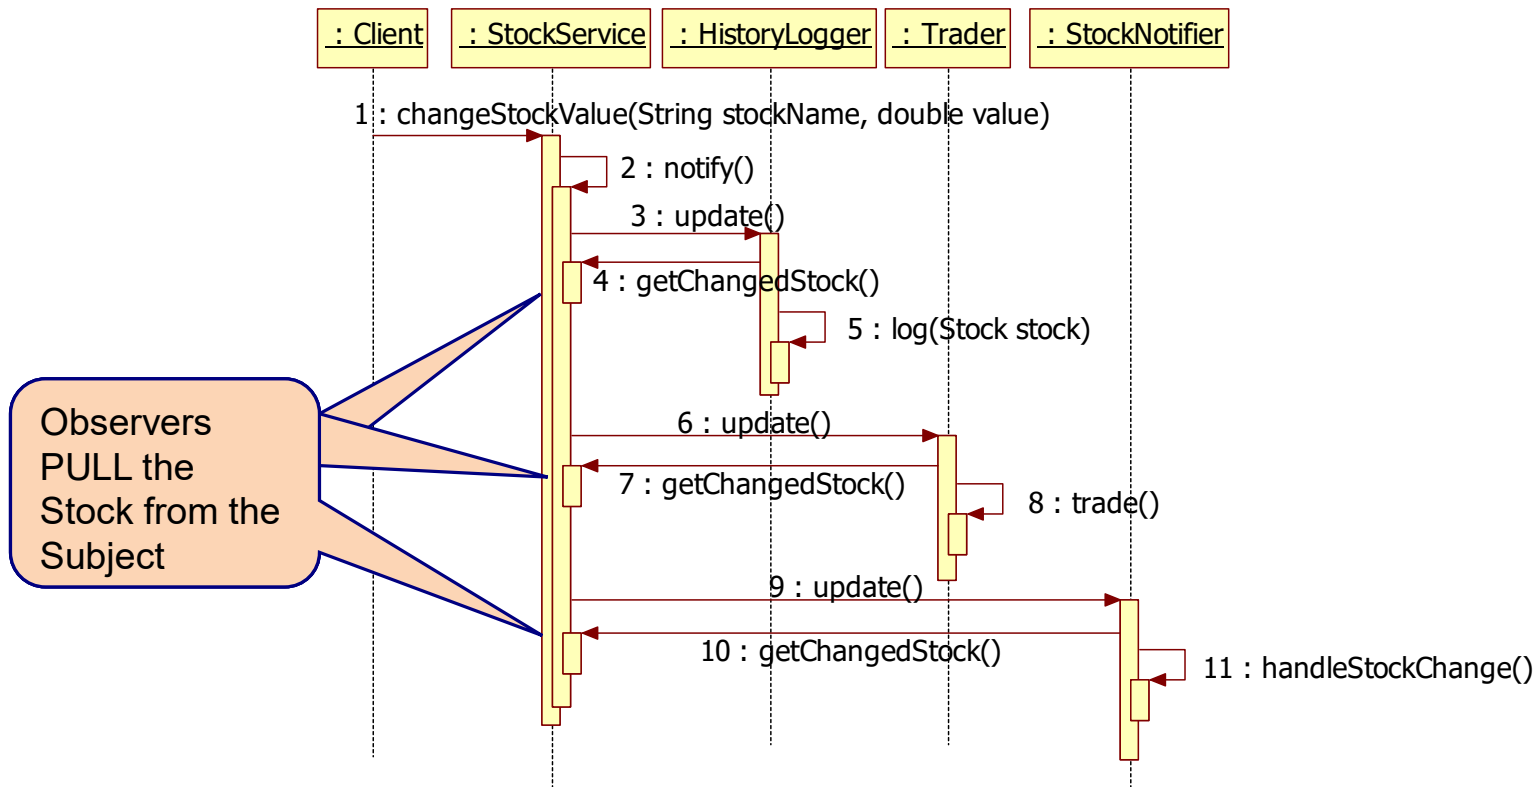 : Client
: StockService
: HistoryLogger
: Trader
: StockNotifier
1 : changeStockValue(String stockName, double value)
2 : notify()
3 : update()
4 : getChangedStock()
5 : log(Stock stock)
6 : update()
7 : getChangedStock()
8 : trade()
9 : update()
10 : getChangedStock()
11 : handleStockChange()
Observers
PULL the
Stock from the
Subject